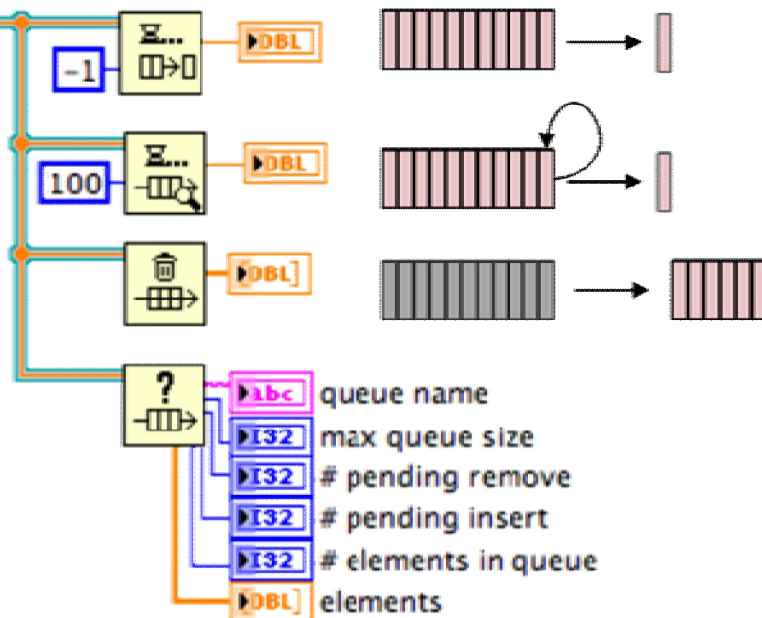 DBL
-1
DBL
100
DBL]
?
abc queue name
I32 max queue size
I32 # pending remove
I32 # pending insert
I32 # elements in queue
DBL] elements